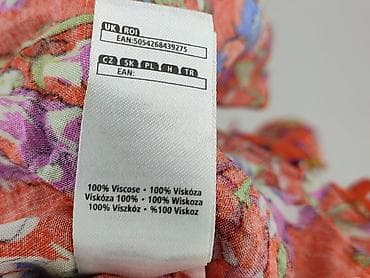 UK ROI
EAN:5054268439275
CZ SK PL H TR
EAN:
100% Viscose • 100% Viskóza
Viskóza 100% • 100% Wiskoza
100% Viszkóz • %100 Viskoz